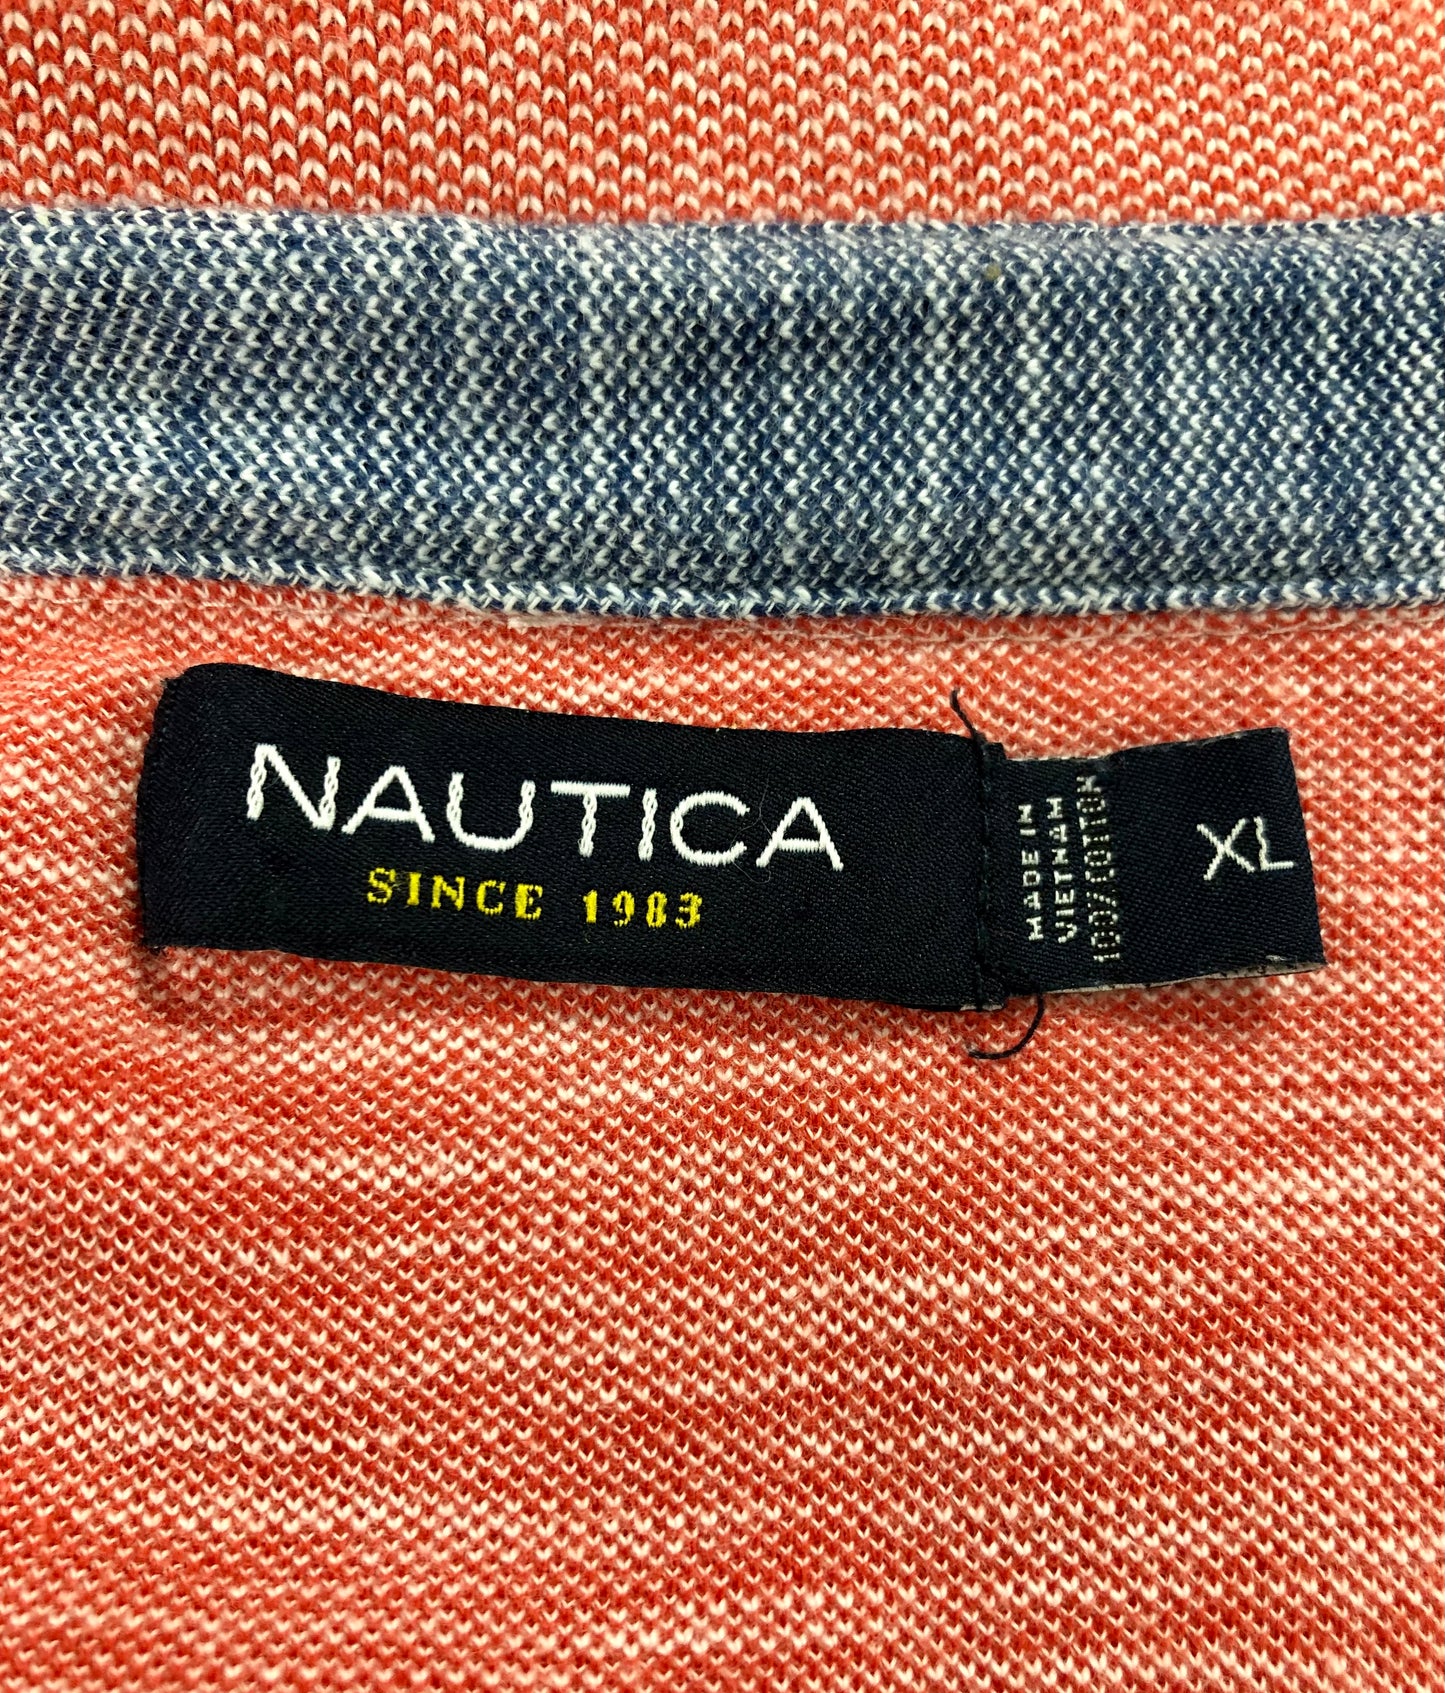 NAUTICA
SINCE 1983
MADE IN
VIETNAM
100% COTTON
XL